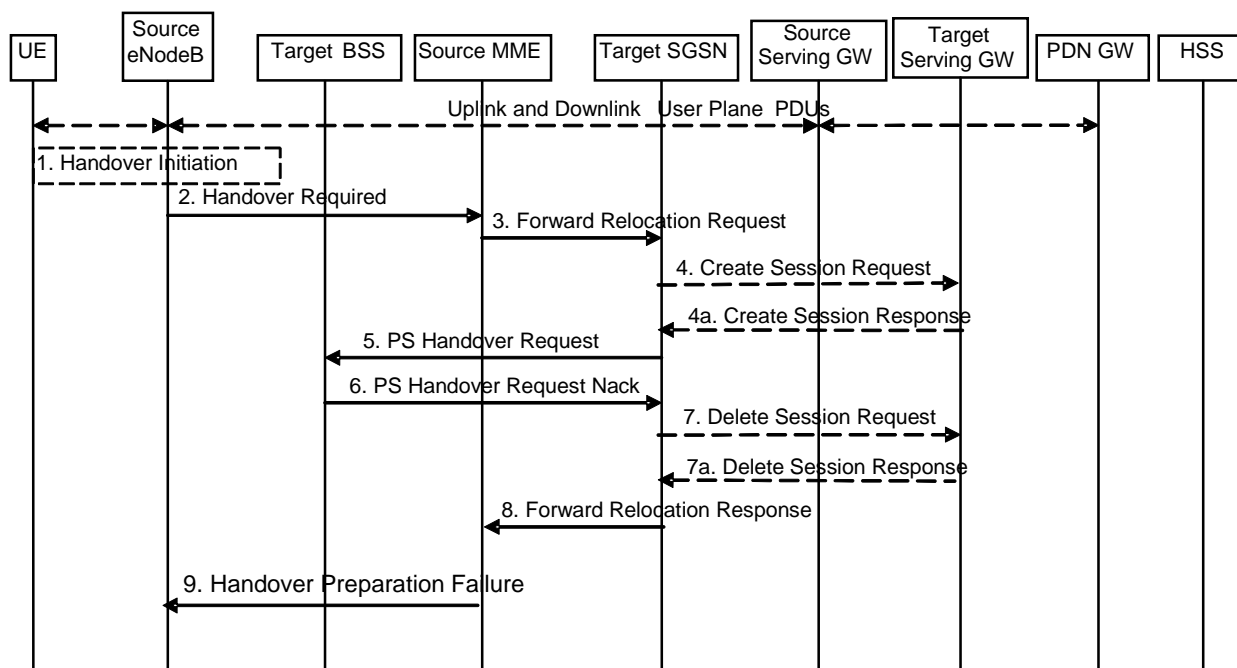 UE
Source
eNodeB
Target BSS
Source MME
Target SGSN
Source
Serving GW
Target
Serving GW
PDN GW
HSS
Uplink and Downlink User Plane PDUs
1. Handover Initiation
2. Handover Required
3. Forward Relocation Request
4. Create Session Request
4a. Create Session Response
5. PS Handover Request
6. PS Handover Request Nack
7. Delete Session Request
7a. Delete Session Response
8. Forward Relocation Response
9. Handover Preparation Failure